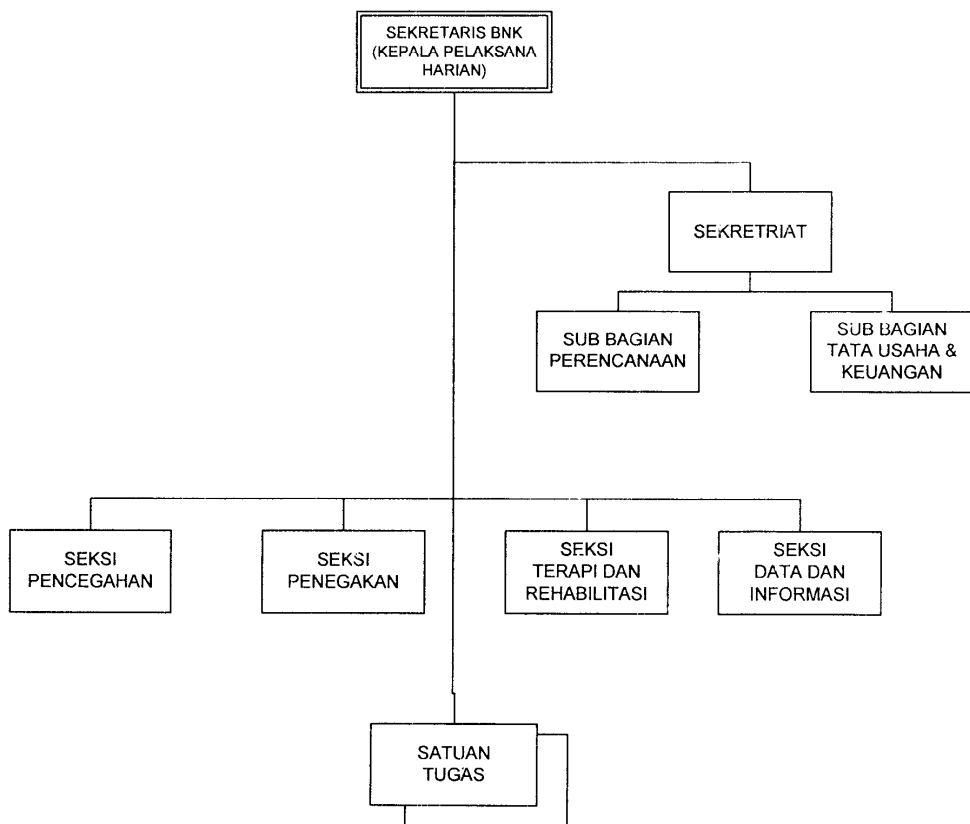 SEKRETARIS BNK
(KEPALA PELAKSANA
HARIAN)
SEKRETRIAT
SUB BAGIAN
PERENCANAAN
SUB BAGIAN
TATA USAHA &
KEUANGAN
SEKSI
PENCEGAHAN
SEKSI
PENEGAKAN
SEKSI
TERAPI DAN
REHABILITASI
SEKSI
DATA DAN
INFORMASI
SATUAN
TUGAS